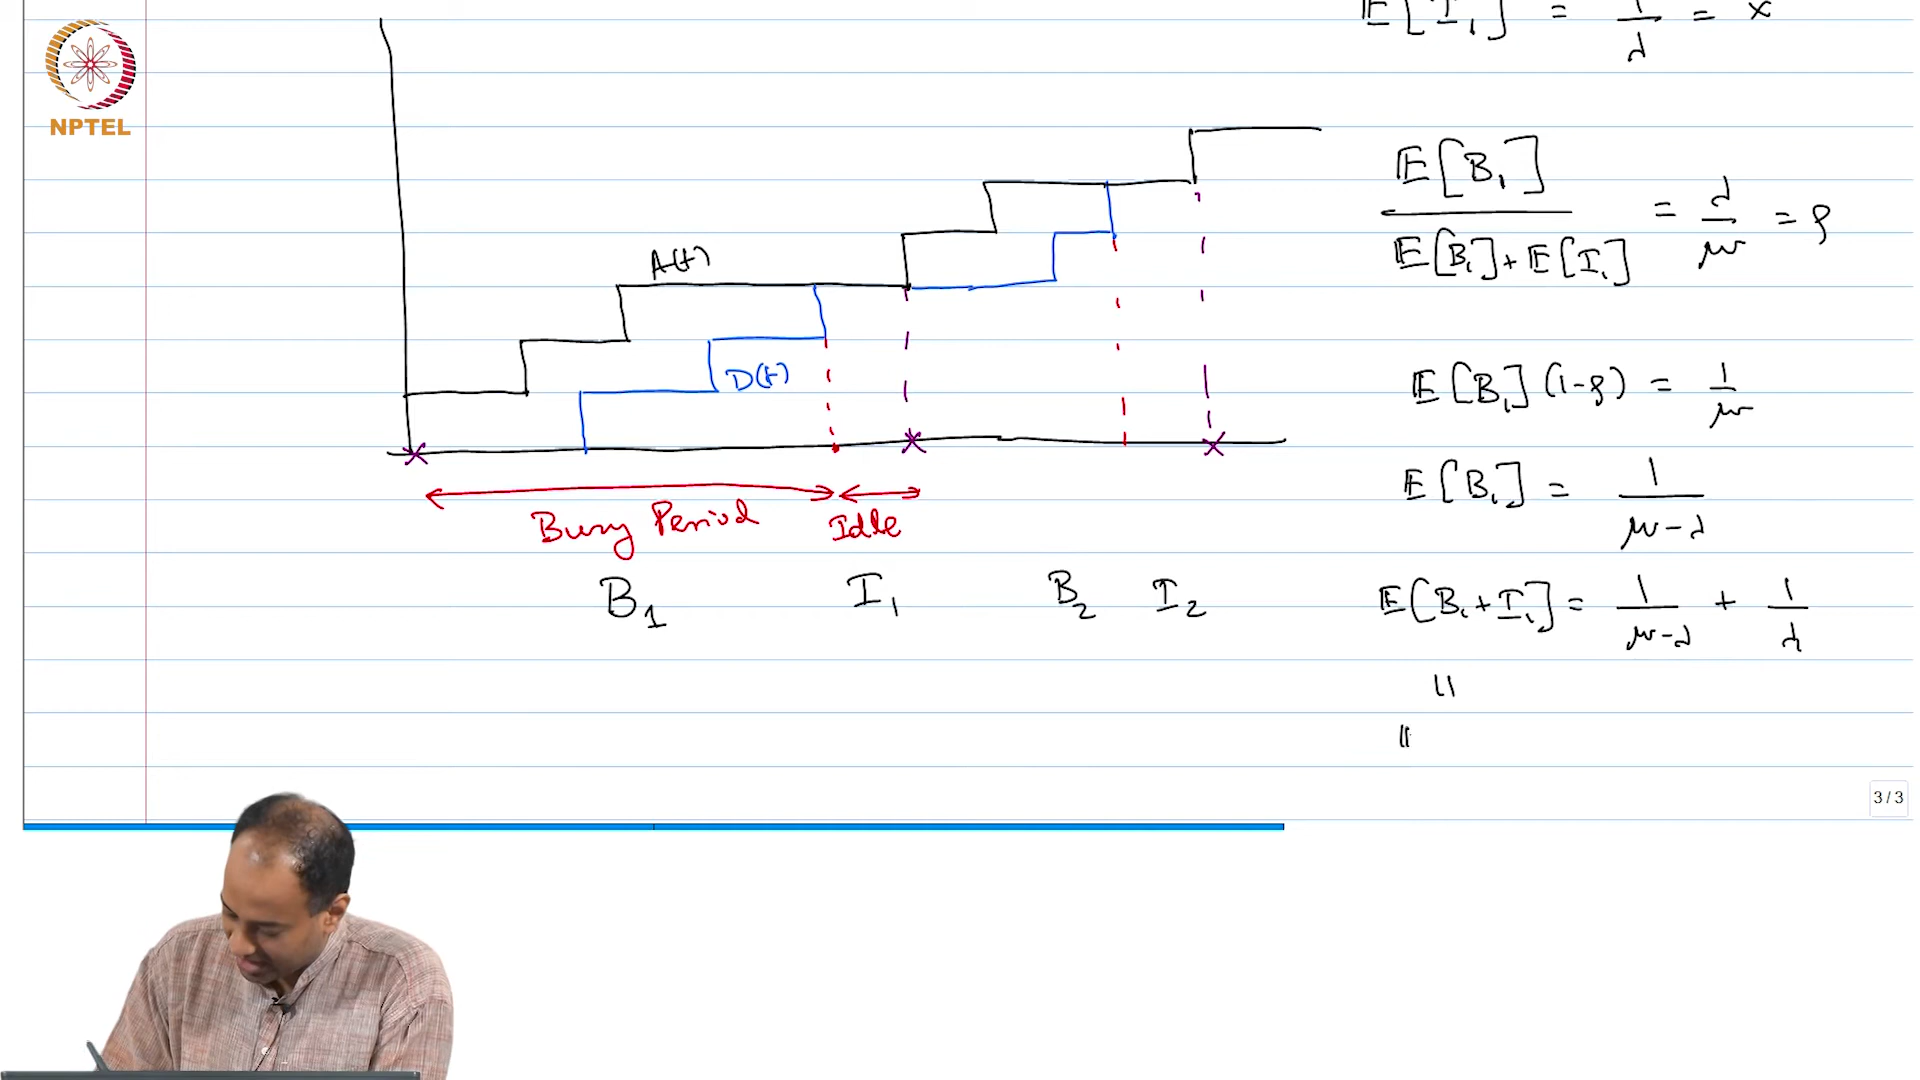 𝔼[I₁] = 1/λ = x
NPTEL
A(t)
D(t)
𝔼[B₁] / 𝔼[B₁] + 𝔼[I₁] = λ/μ = ρ
𝔼[B₁](1-ρ) = 1/μ
𝔼[B₁] = 1/μ-λ
Busy Period
Idle
B₁ I₁ B₂ I₂
𝔼[B₁+I₁] = 1/μ-λ + 1/λ
3 / 3